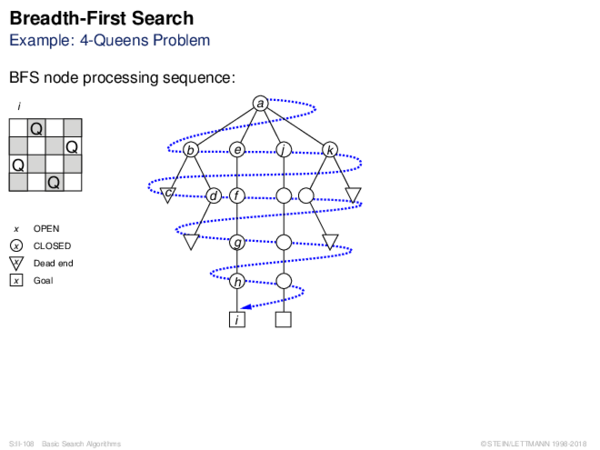 Breadth-First Search
Example: 4-Queens Problem
BFS node processing sequence:
i
Q
Q
Q
Q
a
b e j k
c d f
g
h
i
x OPEN
x CLOSED
x Dead end
x Goal
S:II-108 Basic Search Algorithms
© STEIN/LETTMANN 1998-2018